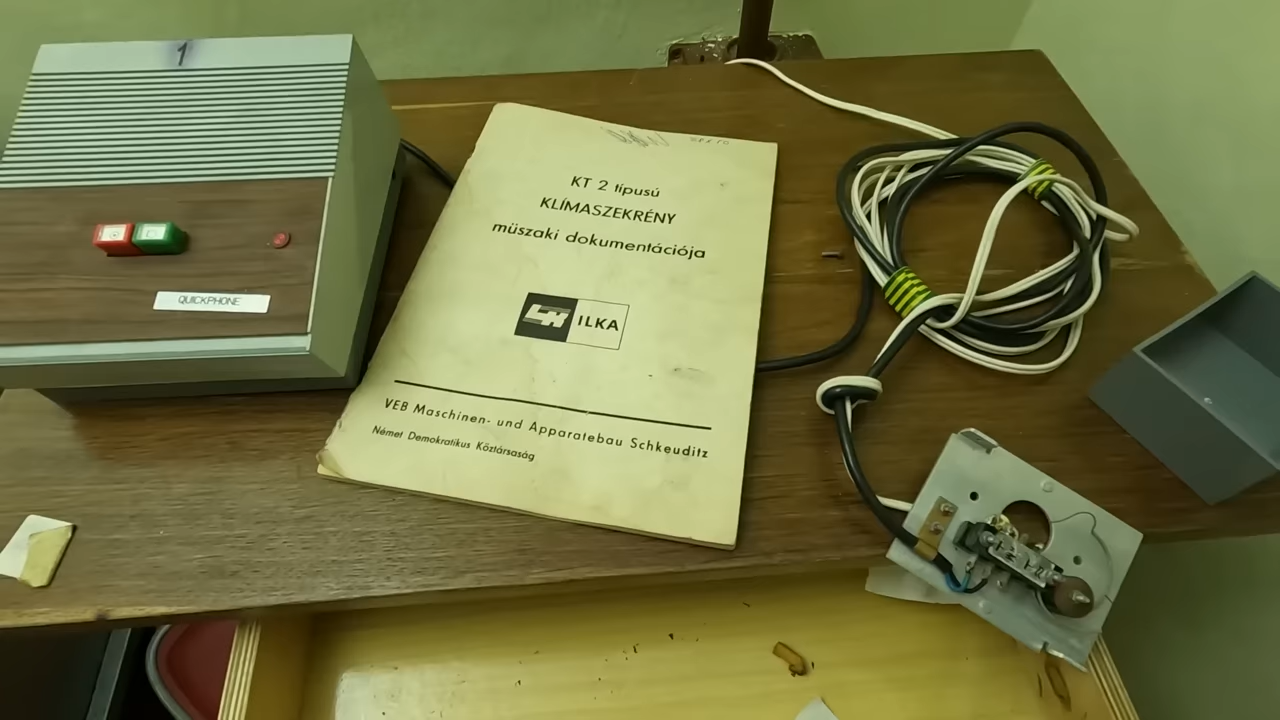 1
QUICKPHONE
KT 2 típusú
KLÍMASZEKRÉNY
müszaki dokumentációja
ILKA
VEB Maschinen- und Apparatebau Schkeuditz
Német Demokratikus Köztársaság